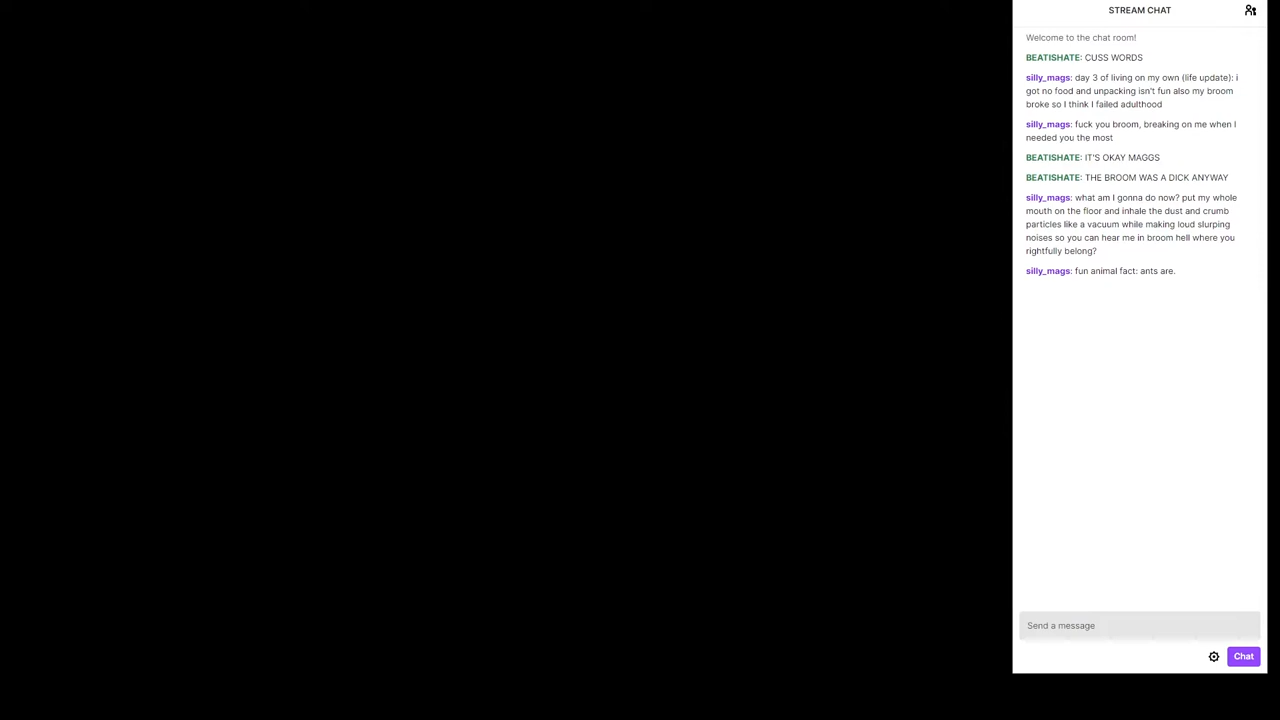 STREAM CHAT
Welcome to the chat room!
BEATISHATE: CUSS WORDS
silly_mags: day 3 of living on my own (life update): i
got no food and unpacking isn't fun also my broom
broke so I think I failed adulthood
silly_mags: fuck you broom, breaking on me when I
needed you the most
BEATISHATE: IT'S OKAY MAGGS
BEATISHATE: THE BROOM WAS A DICK ANYWAY
silly_mags: what am I gonna do now? put my whole
mouth on the floor and inhale the dust and crumb
particles like a vacuum while making loud slurping
noises so you can hear me in broom hell where you
rightfully belong?
silly_mags: fun animal fact: ants are.
Send a message
Chat